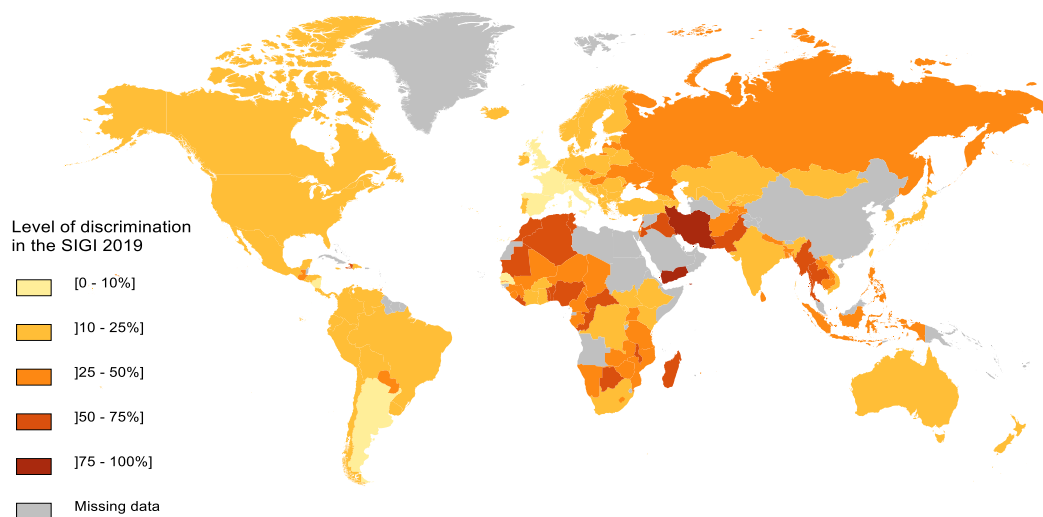 Level of discrimination
in the SIGI 2019
[0 - 10%]
]10 - 25%]
]25 - 50%]
]50 - 75%]
]75 - 100%]
Missing data